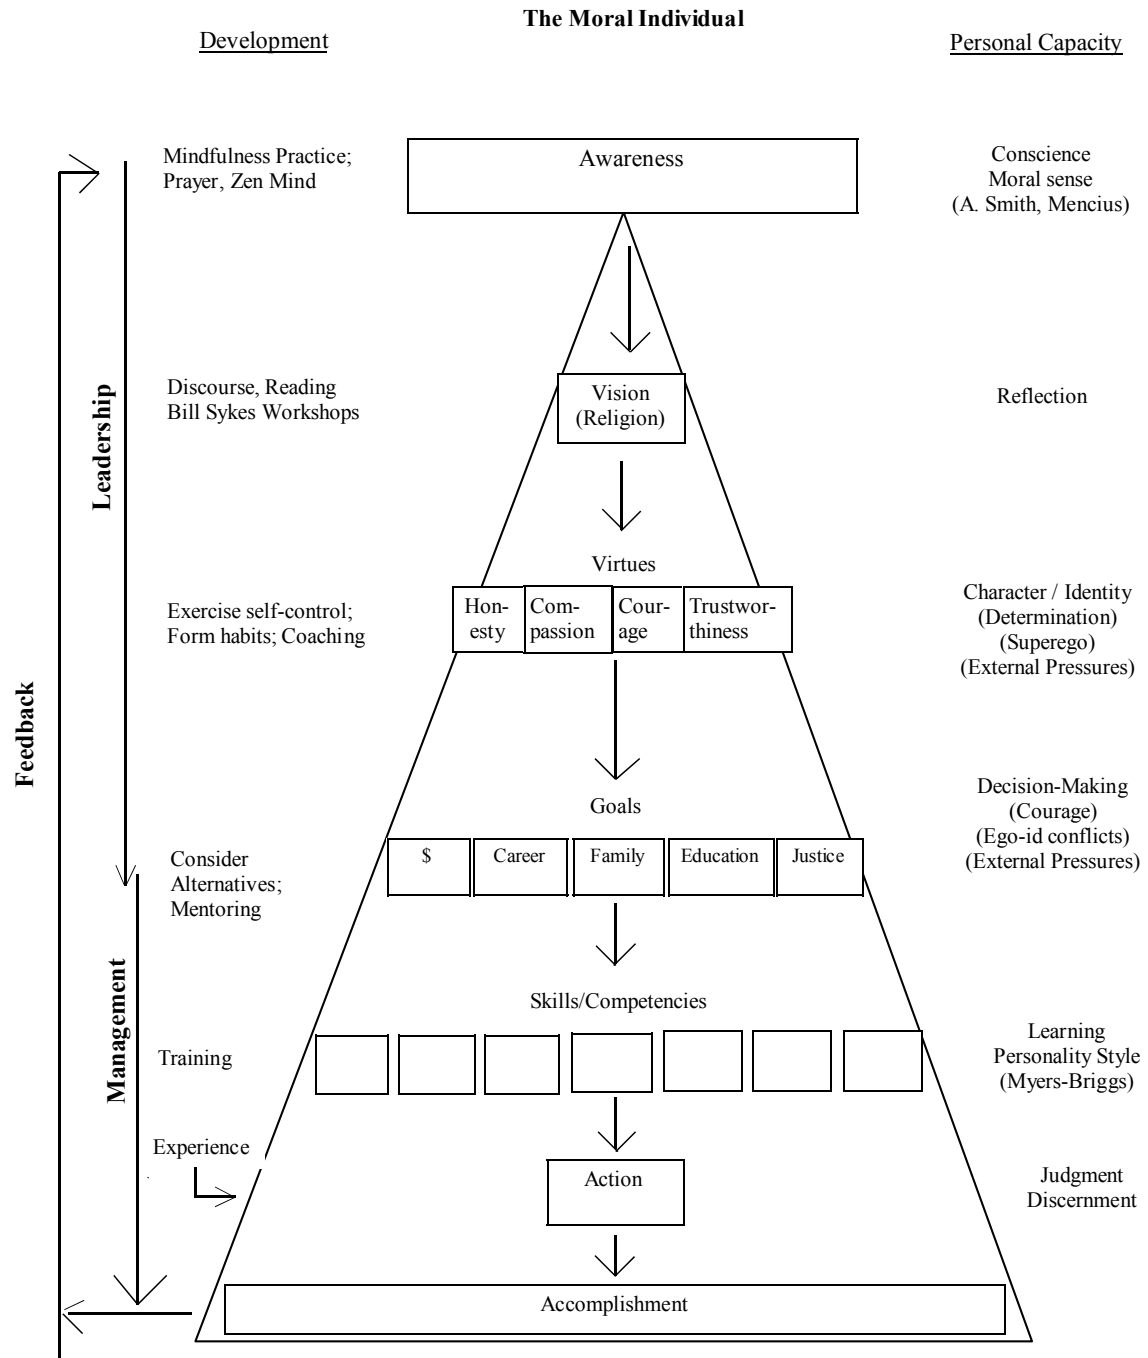 The Moral Individual
Development
Personal Capacity
Mindfulness Practice;
Prayer, Zen Mind
Awareness
Conscience
Moral sense
(A. Smith, Mencius)
Leadership
Discourse, Reading
Bill Sykes Workshops
Vision
(Religion)
Reflection
Virtues
Exercise self-control;
Form habits; Coaching
Hon-
esty
Com-
passion
Cour-
age
Trustwor-
thiness
Character / Identity
(Determination)
(Superego)
(External Pressures)
Feedback
Goals
Decision-Making
(Courage)
(Ego-id conflicts)
(External Pressures)
Consider
Alternatives;
Mentoring
$
Career
Family
Education
Justice
Management
Skills/Competencies
Training
Learning
Personality Style
(Myers-Briggs)
Experience
Action
Judgment
Discernment
Accomplishment